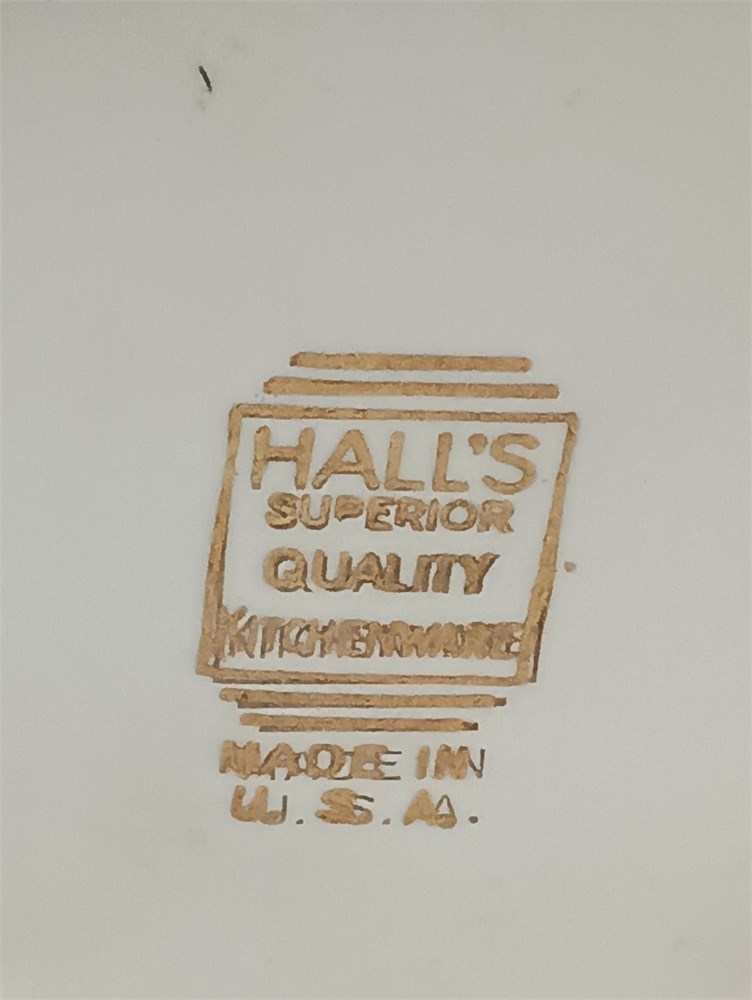 HALL'S
SUPERIOR
QUALITY
KITCHENWARE
MADE IN
U.S.A.